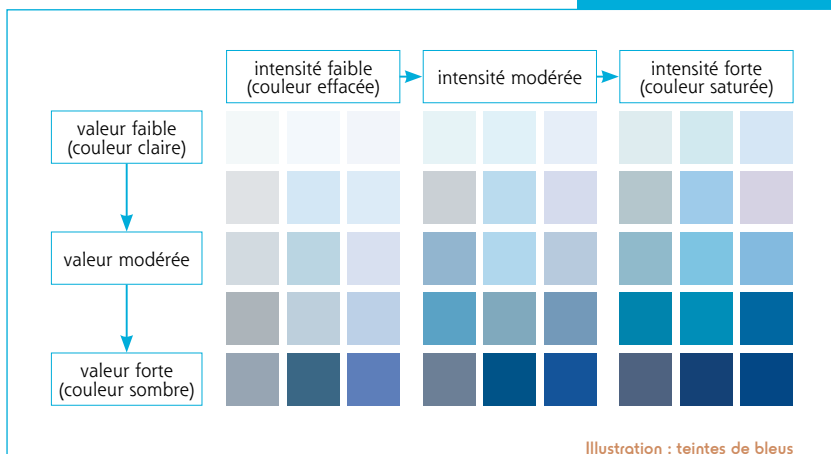 intensité faible
(couleur effacée)
intensité modérée
intensité forte
(couleur saturée)
valeur faible
(couleur claire)
valeur modérée
valeur forte
(couleur sombre)
Illustration : teintes de bleus